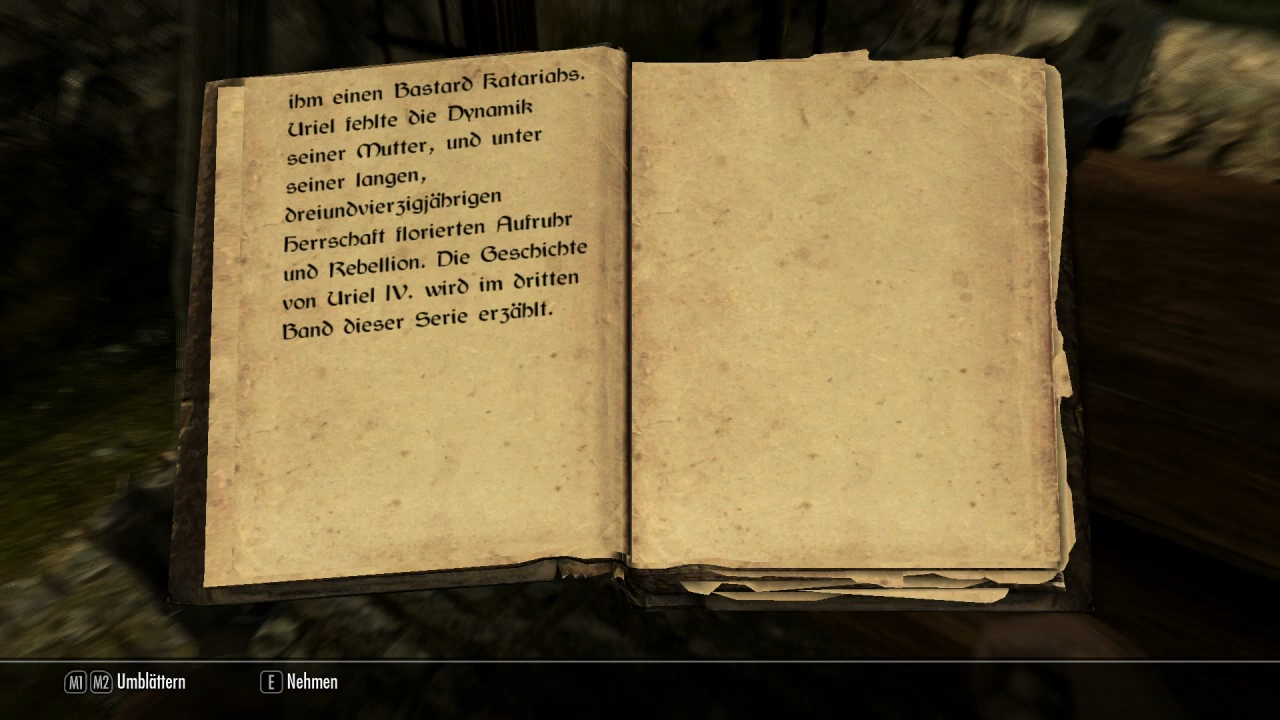 ihm einen Bastard Katariahs.
Uriel fehlte die Dynamik
seiner Mutter, und unter
seiner langen,
dreiundvierzigjährigen
Herrschaft florierten Aufruhr
und Rebellion. Die Geschichte
von Uriel IV. wird im dritten
Band dieser Serie erzählt.
M1 M2 Umblättern E Nehmen